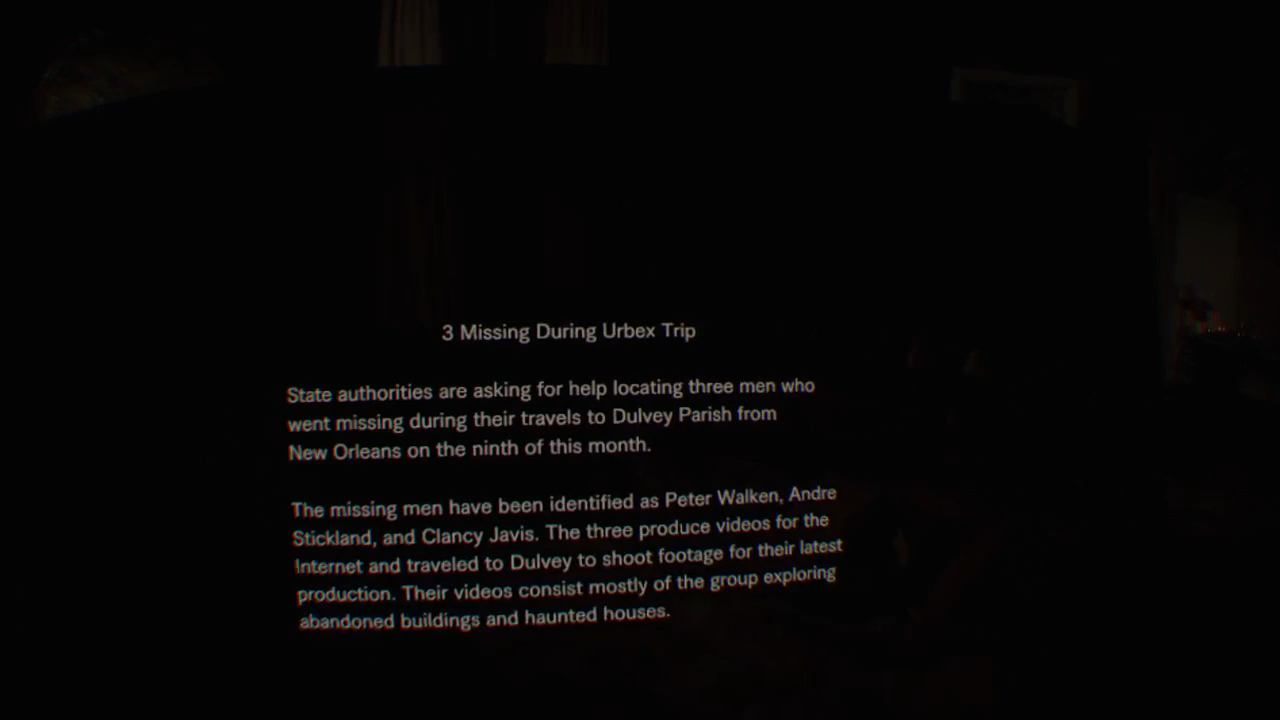 3 Missing During Urbex Trip
State authorities are asking for help locating three men who
went missing during their travels to Dulvey Parish from
New Orleans on the ninth of this month.
The missing men have been identified as Peter Walken, Andre
Stickland, and Clancy Javis. The three produce videos for the
Internet and traveled to Dulvey to shoot footage for their latest
production. Their videos consist mostly of the group exploring
abandoned buildings and haunted houses.